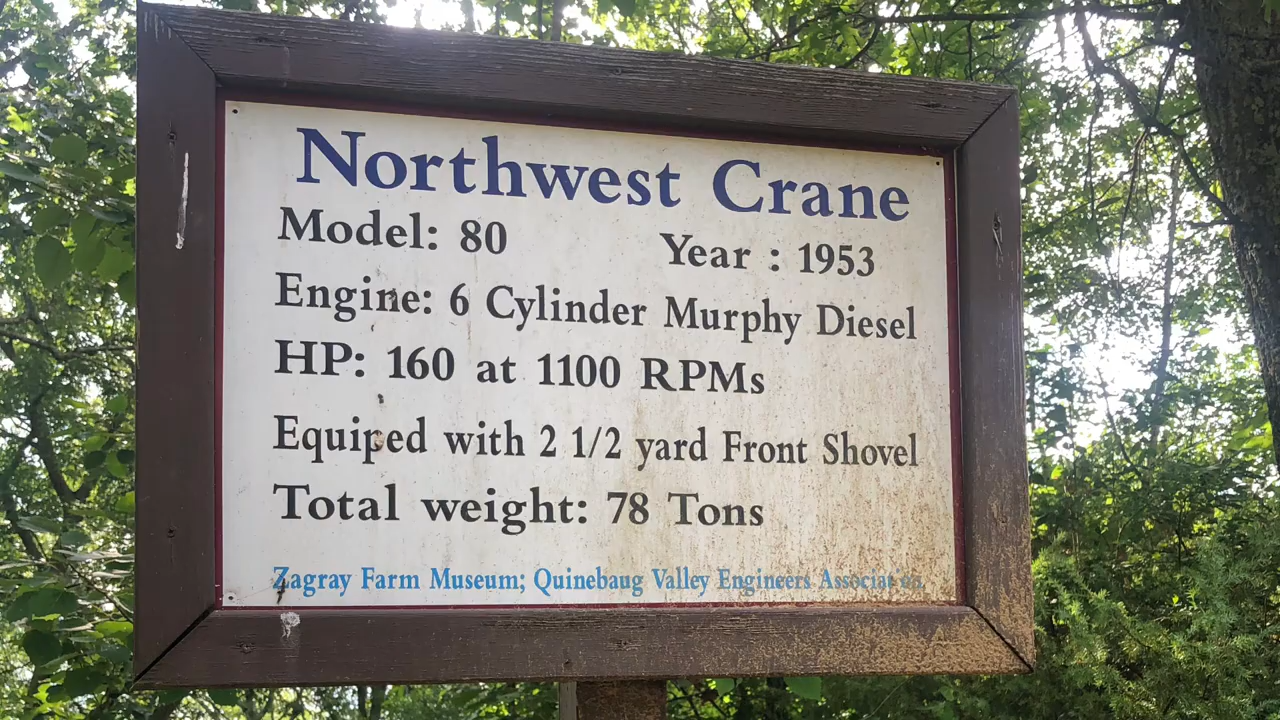 Northwest Crane
Model: 80 Year : 1953
Engine: 6 Cylinder Murphy Diesel
HP: 160 at 1100 RPMs
Equiped with 2 1/2 yard Front Shovel
Total weight: 78 Tons
Zagray Farm Museum; Quinebaug Valley Engineers Association